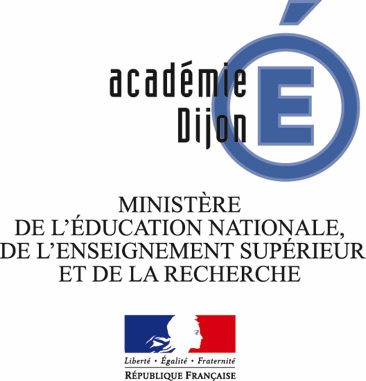 académie
Dijon
É
MINISTÈRE
DE L'ÉDUCATION NATIONALE,
DE L'ENSEIGNEMENT SUPÉRIEUR
ET DE LA RECHERCHE
Liberté • Égalité • Fraternité
RÉPUBLIQUE FRANÇAISE